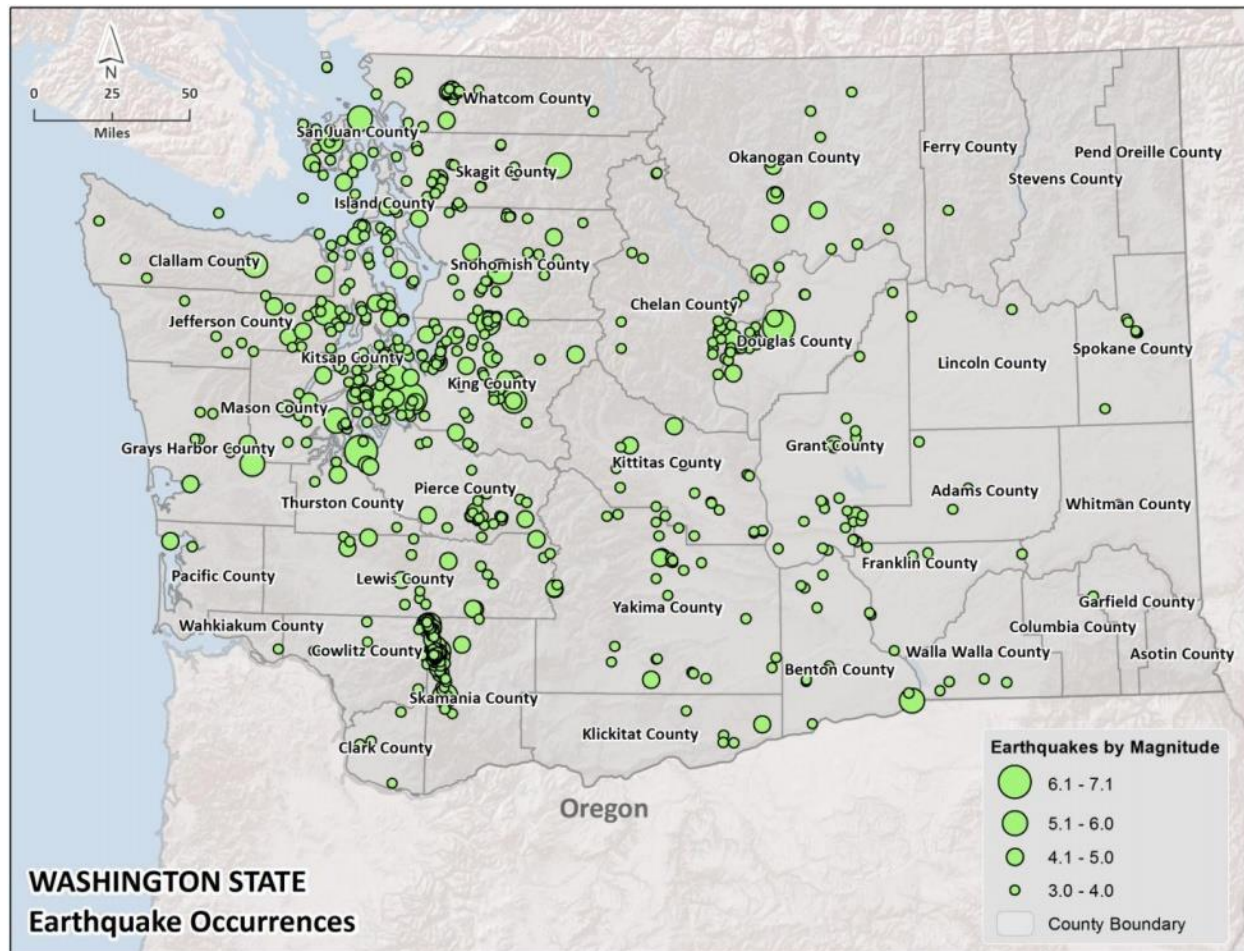 N
0 25 50
Miles
Whatcom County
San Juan County
Skagit County
Island County
Okanogan County
Ferry County
Pend Oreille County
Stevens County
Clallam County
Snohomish County
Chelan County
Jefferson County
Douglas County
Kitsap County
King County
Lincoln County
Spokane County
Mason County
Grays Harbor County
Grant County
Kittitas County
Pierce County
Thurston County
Adams County
Whitman County
Pacific County
Lewis County
Franklin County
Yakima County
Garfield County
Wahkiakum County
Columbia County
Cowlitz County
Walla Walla County
Asotin County
Benton County
Skamania County
Clark County
Klickitat County
Oregon
Earthquakes by Magnitude
6.1 - 7.1
5.1 - 6.0
4.1 - 5.0
3.0 - 4.0
County Boundary
WASHINGTON STATE
Earthquake Occurrences